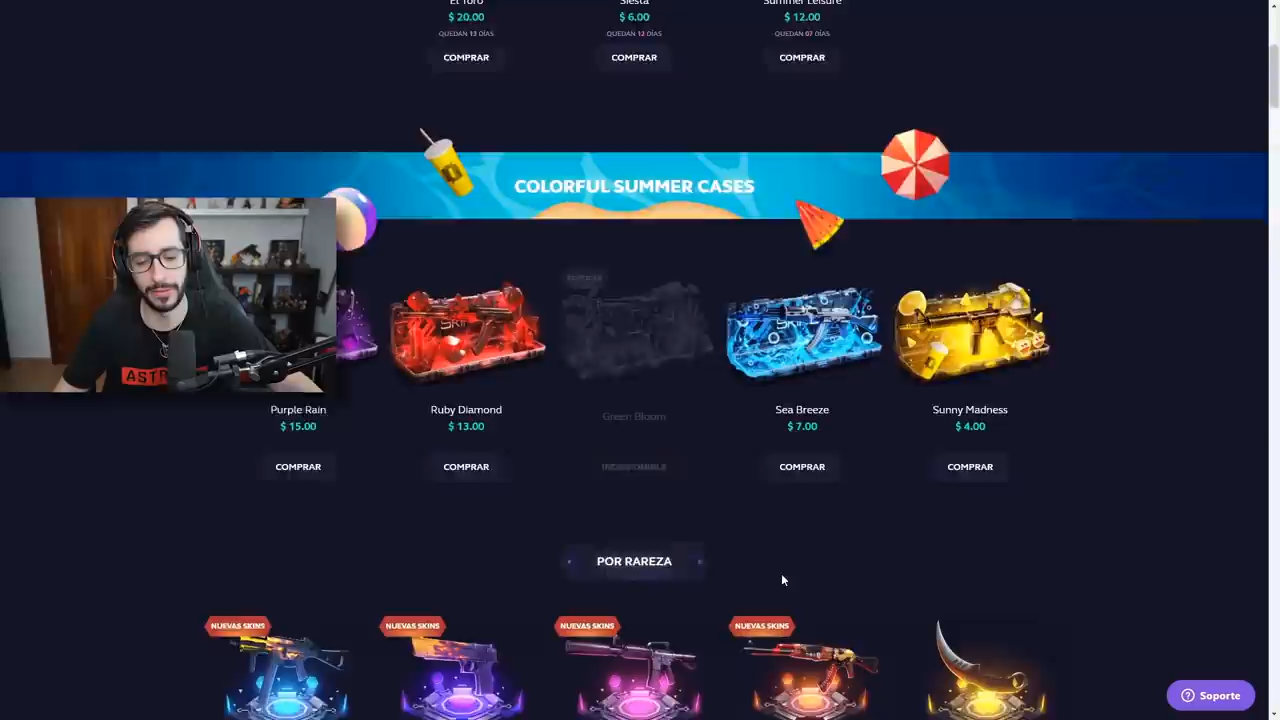 El Toro
Siesta
Summer Leisure
$ 20.00
$ 6.00
$ 12.00
QUEDAN 13 DÍAS
QUEDAN 12 DÍAS
QUEDAN 07 DÍAS
COMPRAR
COMPRAR
COMPRAR
COLORFUL SUMMER CASES
ASTR
Purple Rain
Ruby Diamond
Green Bloom
Sea Breeze
Sunny Madness
$ 15.00
$ 13.00
$ 7.00
$ 4.00
COMPRAR
COMPRAR
INDISPONIBLE
COMPRAR
COMPRAR
POR RAREZA
NUEVAS SKINS
NUEVAS SKINS
NUEVAS SKINS
NUEVAS SKINS
Soporte